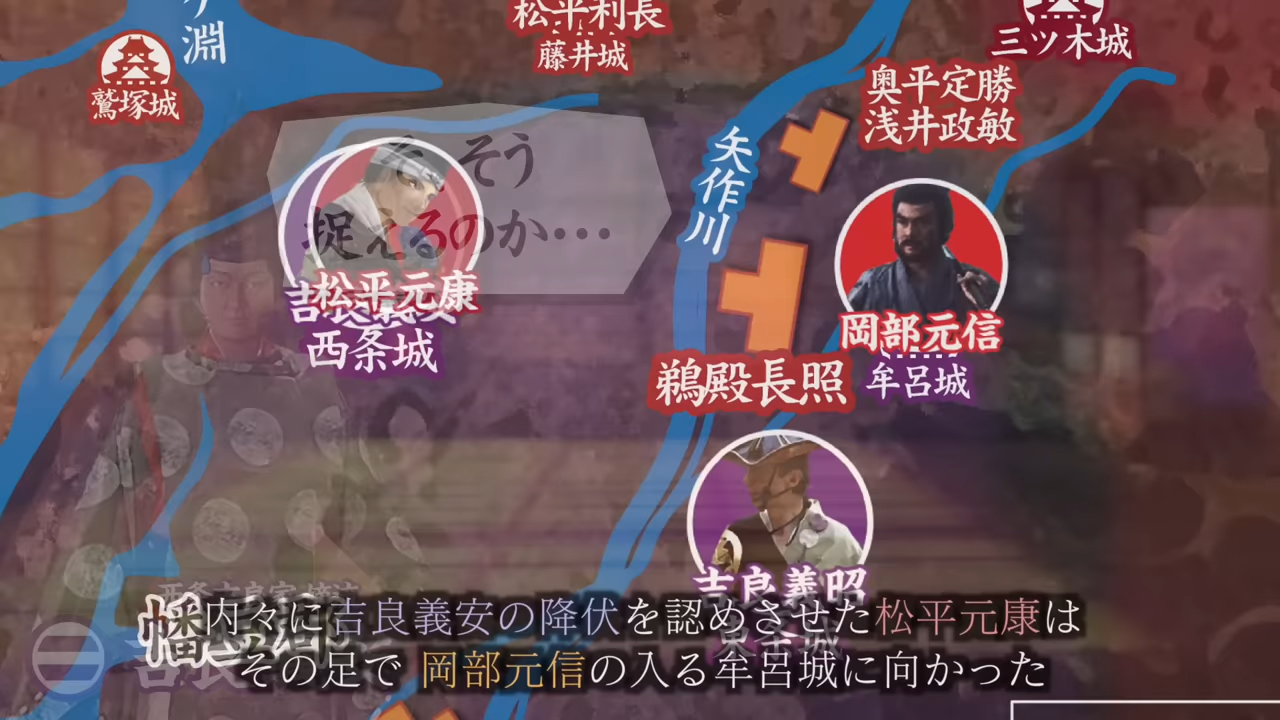 淵
鷲塚城
松平利長
藤井城
三ツ木城
奥平定勝
浅井政敏
矢作川
そう
捉えるのか…
松平元康
西条城
岡部元信
牟呂城
鵜殿長照
吉良義昭
内々に吉良義安の降伏を認めさせた松平元康は
その足で 岡部元信の入る牟呂城に向かった